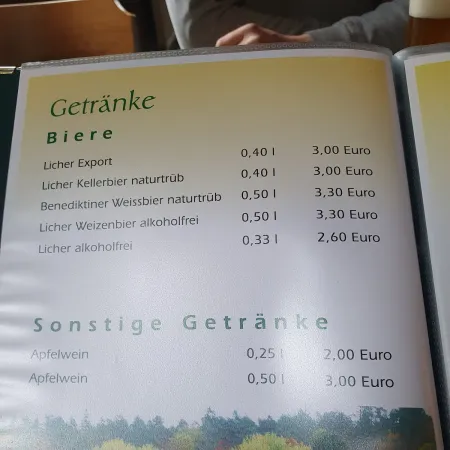 Getränke
Biere
Licher Export 0,40 l 3,00 Euro
Licher Kellerbier naturtrüb 0,40 l 3,00 Euro
Benediktiner Weissbier naturtrüb 0,50 l 3,30 Euro
Licher Weizenbier alkoholfrei 0,50 l 3,30 Euro
Licher alkoholfrei 0,33 l 2,60 Euro
Sonstige Getränke
Apfelwein 0,25 l 2,00 Euro
Apfelwein 0,50 l 3,00 Euro